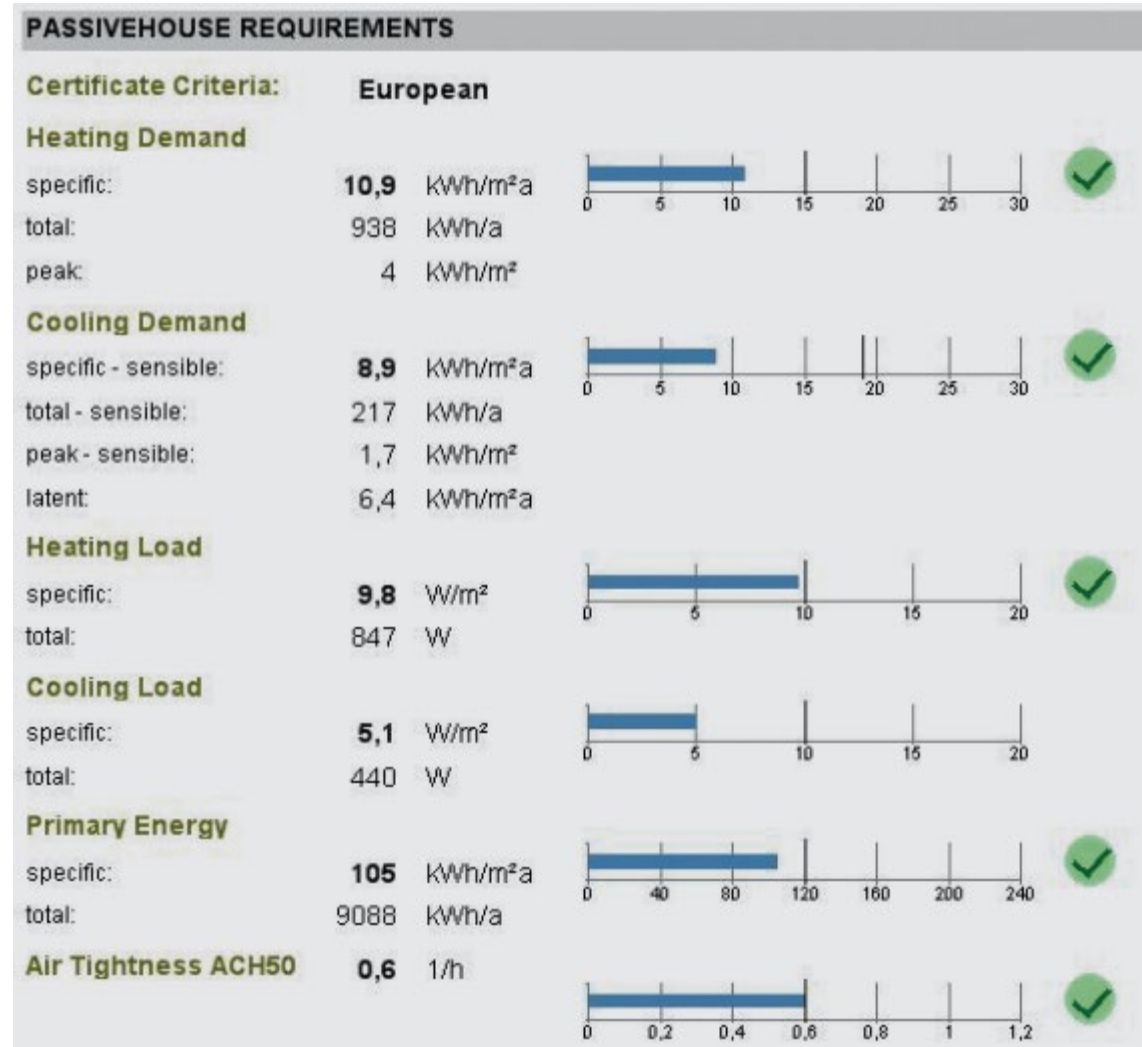 PASSIVEHOUSE REQUIREMENTS
Certificate Criteria: European
Heating Demand
specific: 10,9 kWh/m²a
0 5 10 15 20 25 30
total: 938 kWh/a
peak: 4 kWh/m²
Cooling Demand
specific - sensible: 8,9 kWh/m²a
0 5 10 15 20 25 30
total - sensible: 217 kWh/a
peak - sensible: 1,7 kWh/m²
latent: 6,4 kWh/m²a
Heating Load
specific: 9,8 W/m²
0 5 10 15 20
total: 847 W
Cooling Load
specific: 5,1 W/m²
0 5 10 15 20
total: 440 W
Primary Energy
specific: 105 kWh/m²a
0 40 80 120 160 200 240
total: 9088 kWh/a
Air Tightness ACH50 0,6 1/h
0 0,2 0,4 0,6 0,8 1 1,2